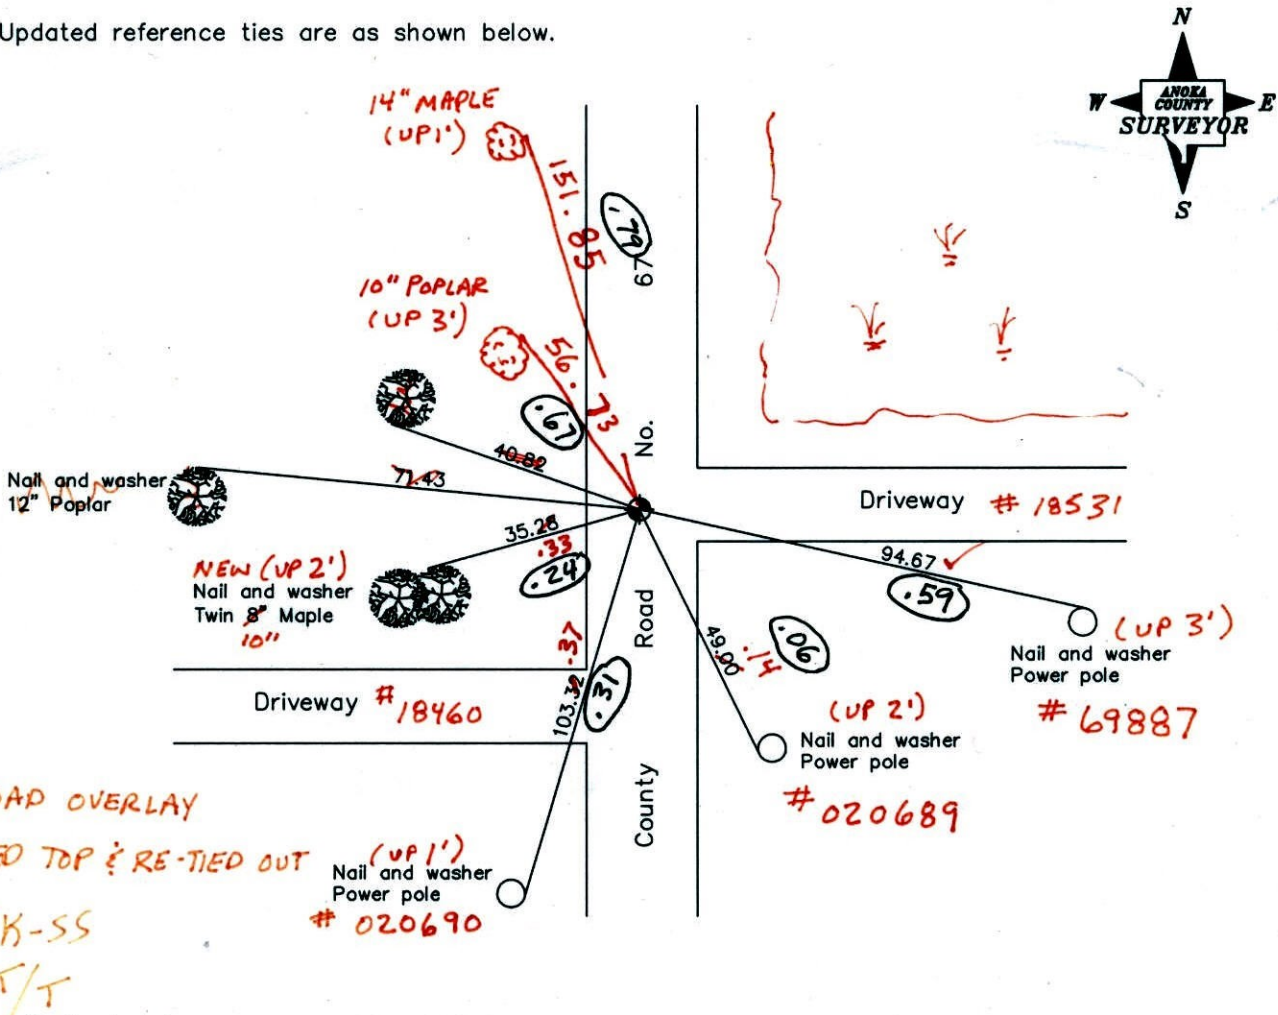 Updated reference ties are as shown below.
N
W
ANOKA
COUNTY
E
SURVEYOR
S
14" MAPLE
(UP 1')
151.85
.79
67
10" POPLAR
(UP 3')
56.73
.67
No.
40.82
71.43
Nail and washer
12" Poplar
Driveway # 18531
35.28
.33
.24
94.67
.59
NEW (UP 2')
Nail and washer
Twin 8" Maple
10"
Road
49.00
.14
.06
(UP 3')
Nail and washer
Power pole
# 69887
.37
103.32
.31
Driveway # 18460
(UP 2')
Nail and washer
Power pole
# 020689
County
OVERLAY
TOP & RE-TIED OUT
(UP 1')
Nail and washer
Power pole
# 020690
K-SS
T/T